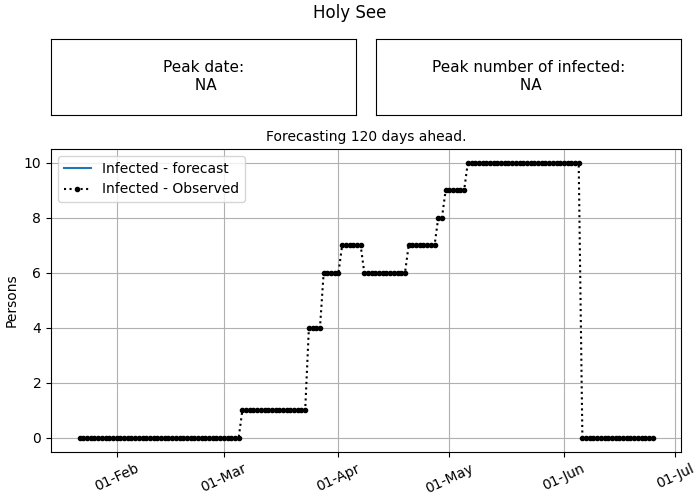 Holy See
Peak date:
NA
Peak number of infected:
NA
Forecasting 120 days ahead.
Infected - forecast
Infected - Observed
Persons
10
8
6
4
2
0
01-Feb
01-Mar
01-Apr
01-May
01-Jun
01-Jul